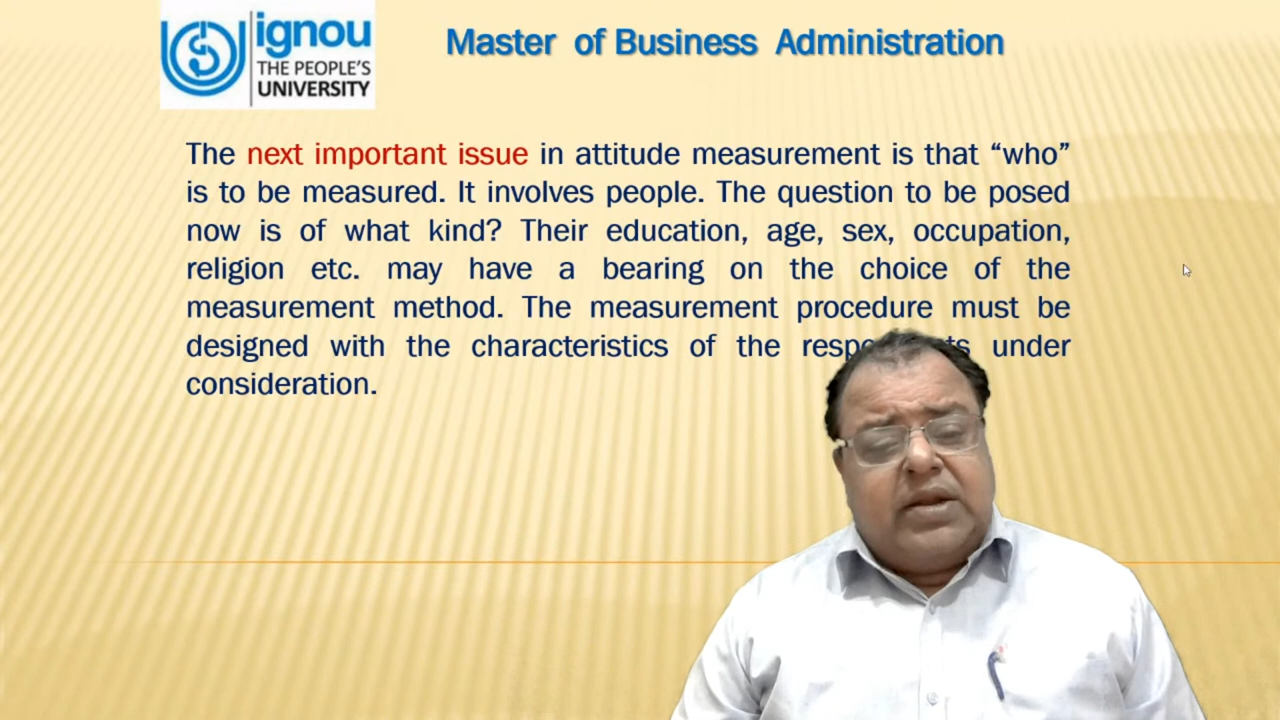 ignou
THE PEOPLE'S
UNIVERSITY
Master of Business Administration
The next important issue in attitude measurement is that “who”
is to be measured. It involves people. The question to be posed
now is of what kind? Their education, age, sex, occupation,
religion etc. may have a bearing on the choice of the
measurement method. The measurement procedure must be
designed with the characteristics of the under
consideration.